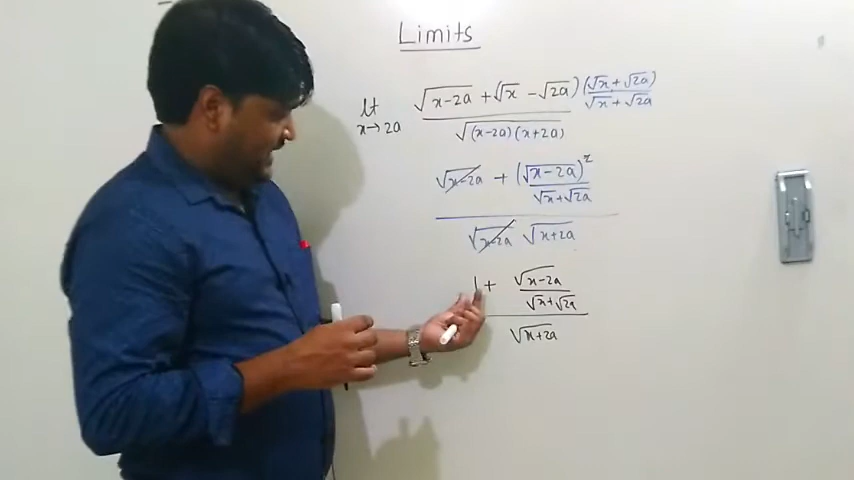 Limits
lt x→2a √(x-2a) + (√x - √2a) (√x + √2a)/(√x + √2a)
√((x-2a)(x+2a))
√(x-2a) + (√(x-2a))²/(√x+√2a)
√(x-2a) √(x+2a)
1 + √(x-2a)/(√x+√2a)
√(x+2a)